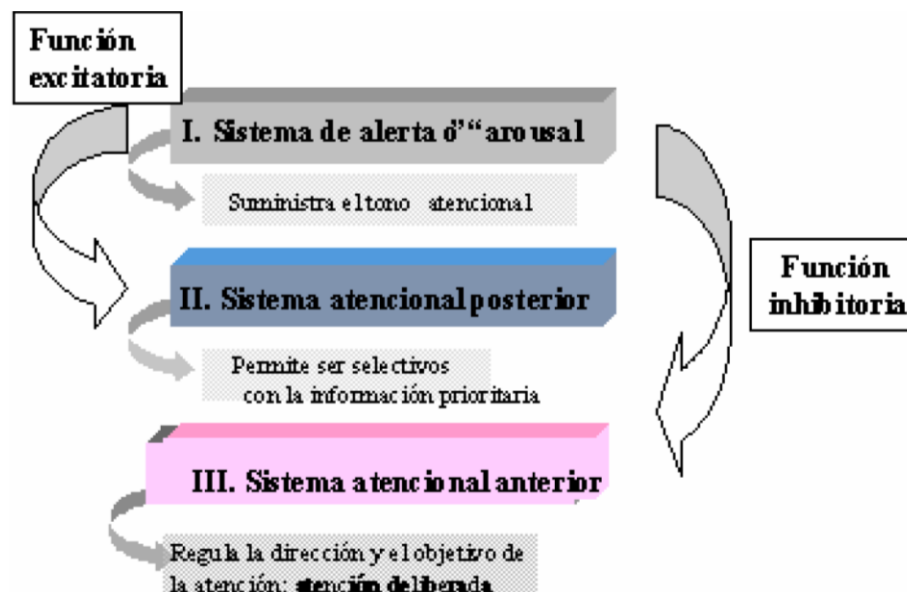 Función
excitatoria
I. Sistema de alerta ó’ “arousal
Suministra el tono atencional
II. Sistema atencional posterior
Función
inhibitoria
Permite ser selectivos
con la información prioritaria
III. Sistema atencional anterior
Regula la dirección y el objetivo de
la atención: atención deliberada